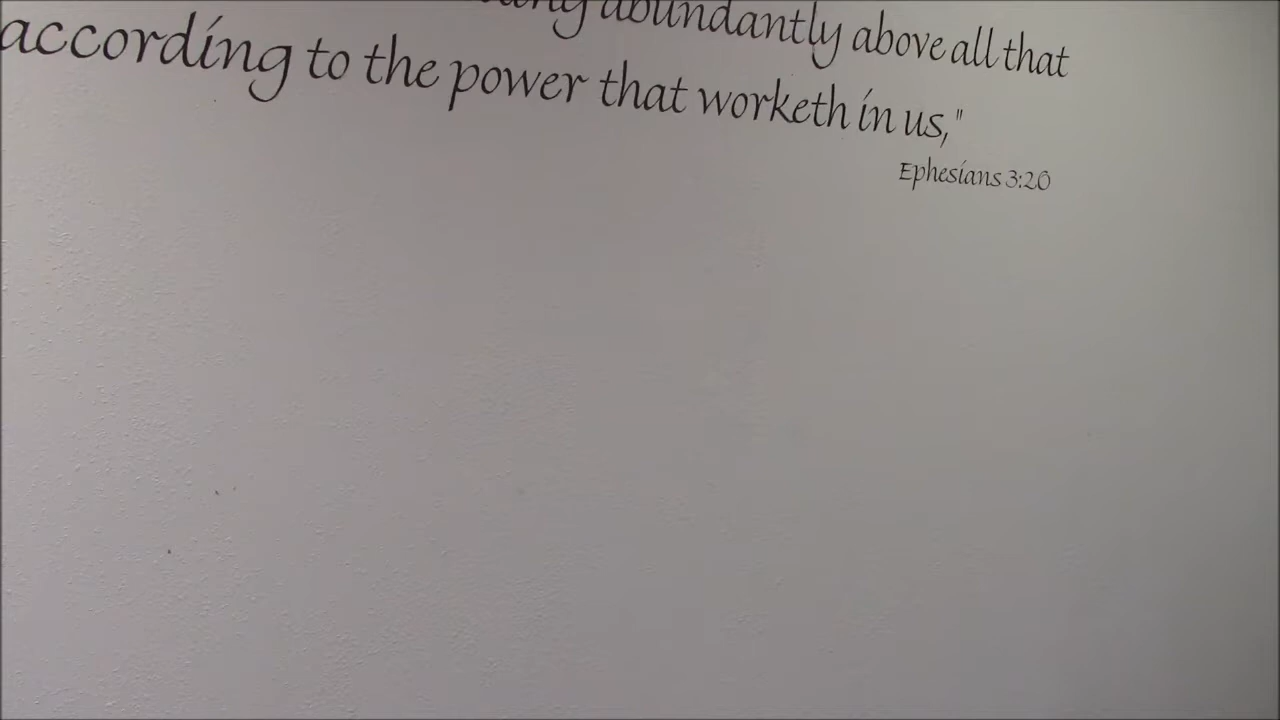 abundantly above all that
according to the power that worketh in us,"
Ephesians 3:20